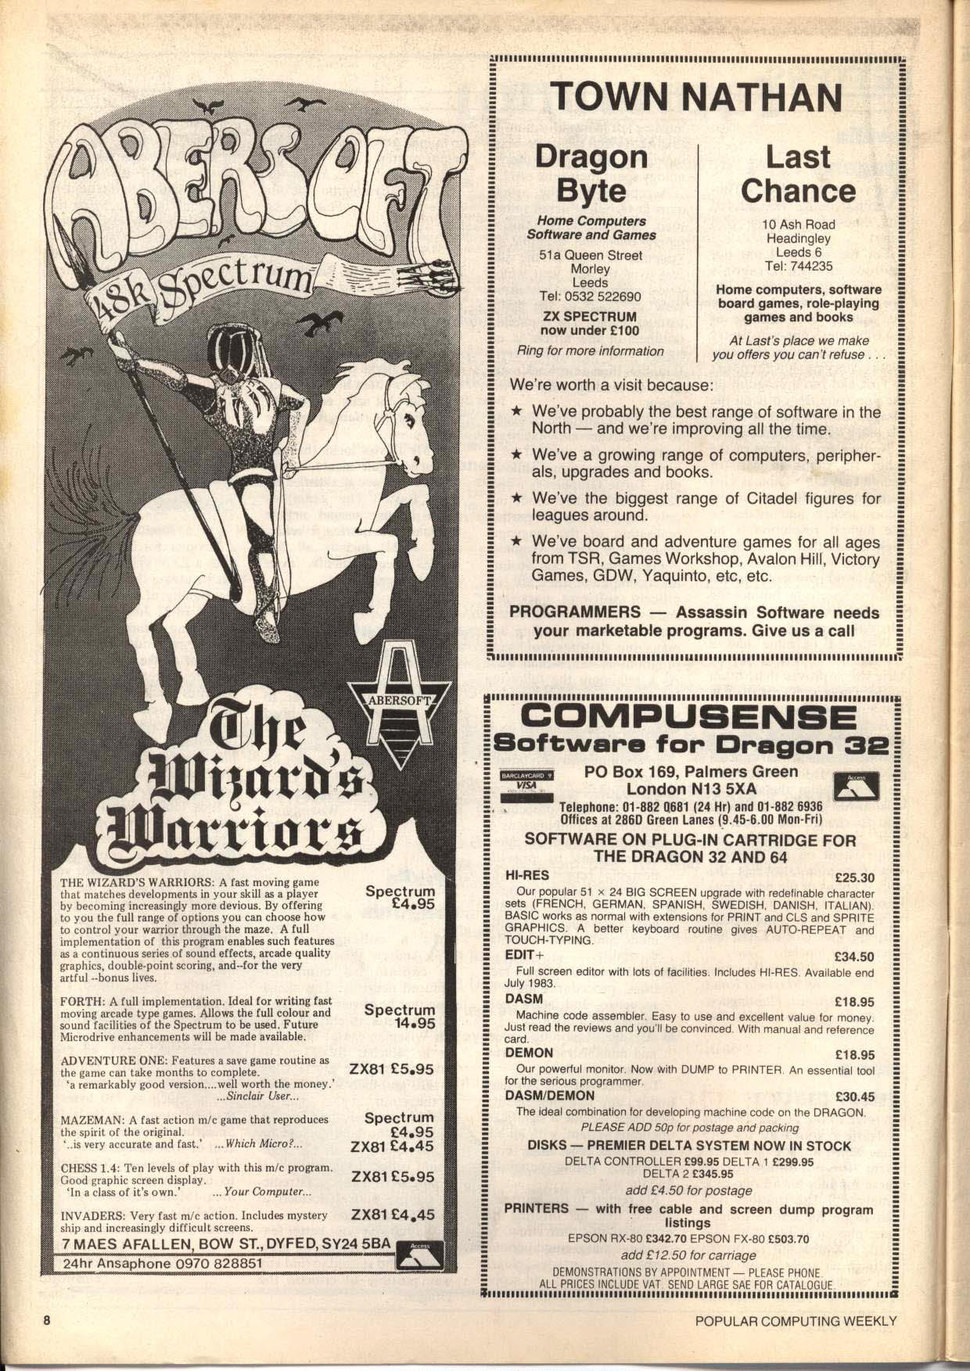 ABERSOFT
48k Spectrum
ABERSOFT
The
Wizard's
Warriors
THE WIZARD'S WARRIORS: A fast moving game
that matches developments in your skill as a player
by becoming increasingly more devious. By offering
to you the full range of options you can choose how
to control your warrior through the maze. A full
implementation of this program enables such features
as a continuous series of sound effects, arcade quality
graphics, double-point scoring, and--for the very
artful --bonus lives.
Spectrum
£4.95
FORTH: A full implementation. Ideal for writing fast
moving arcade type games. Allows the full colour and
sound facilities of the Spectrum to be used. Future
Microdrive enhancements will be made available.
Spectrum
14.95
ADVENTURE ONE: Features a save game routine as
the game can take months to complete.
'a remarkably good version....well worth the money.'
...Sinclair User...
ZX81 £5.95
MAZEMAN: A fast action m/c game that reproduces
the spirit of the original.
'..is very accurate and fast.' ...Which Micro?...
Spectrum
£4.95
ZX81 £4.45
CHESS 1.4: Ten levels of play with this m/c program.
Good graphic screen display.
'In a class of it's own.' ...Your Computer...
ZX81 £5.95
INVADERS: Very fast m/c action. Includes mystery
ship and increasingly difficult screens.
ZX81 £4.45
7 MAES AFALLEN, BOW ST., DYFED, SY24 5BA
24hr Ansaphone 0970 828851
Access
TOWN NATHAN
Dragon
Byte
Home Computers
Software and Games
51a Queen Street
Morley
Leeds
Tel: 0532 522690
ZX SPECTRUM
now under £100
Ring for more information
Last
Chance
10 Ash Road
Headingley
Leeds 6
Tel: 744235
Home computers, software
board games, role-playing
games and books
At Last's place we make
you offers you can't refuse . . .
We're worth a visit because:
★ We've probably the best range of software in the
North — and we're improving all the time.
★ We've a growing range of computers, peripher-
als, upgrades and books.
★ We've the biggest range of Citadel figures for
leagues around.
★ We've board and adventure games for all ages
from TSR, Games Workshop, Avalon Hill, Victory
Games, GDW, Yaquinto, etc, etc.
PROGRAMMERS — Assassin Software needs
your marketable programs. Give us a call
COMPUSENSE
Software for Dragon 32
BARCLAYCARD
VISA
PO Box 169, Palmers Green
London N13 5XA
Access
Telephone: 01-882 0681 (24 Hr) and 01-882 6936
Offices at 286D Green Lanes (9.45-6.00 Mon-Fri)
SOFTWARE ON PLUG-IN CARTRIDGE FOR
THE DRAGON 32 AND 64
HI-RES £25.30
Our popular 51 × 24 BIG SCREEN upgrade with redefinable character
sets (FRENCH, GERMAN, SPANISH, SWEDISH, DANISH, ITALIAN).
BASIC works as normal with extensions for PRINT and CLS and SPRITE
GRAPHICS. A better keyboard routine gives AUTO-REPEAT and
TOUCH-TYPING.
EDIT+ £34.50
Full screen editor with lots of facilities. Includes HI-RES. Available end
July 1983.
DASM £18.95
Machine code assembler. Easy to use and excellent value for money.
Just read the reviews and you'll be convinced. With manual and reference
card.
DEMON £18.95
Our powerful monitor. Now with DUMP to PRINTER. An essential tool
for the serious programmer.
DASM/DEMON £30.45
The ideal combination for developing machine code on the DRAGON.
PLEASE ADD 50p for postage and packing
DISKS — PREMIER DELTA SYSTEM NOW IN STOCK
DELTA CONTROLLER £99.95 DELTA 1 £299.95
DELTA 2 £345.95
add £4.50 for postage
PRINTERS — with free cable and screen dump program
listings
EPSON RX-80 £342.70 EPSON FX-80 £503.70
add £12.50 for carriage
DEMONSTRATIONS BY APPOINTMENT — PLEASE PHONE.
ALL PRICES INCLUDE VAT. SEND LARGE SAE FOR CATALOGUE.
8
POPULAR COMPUTING WEEKLY